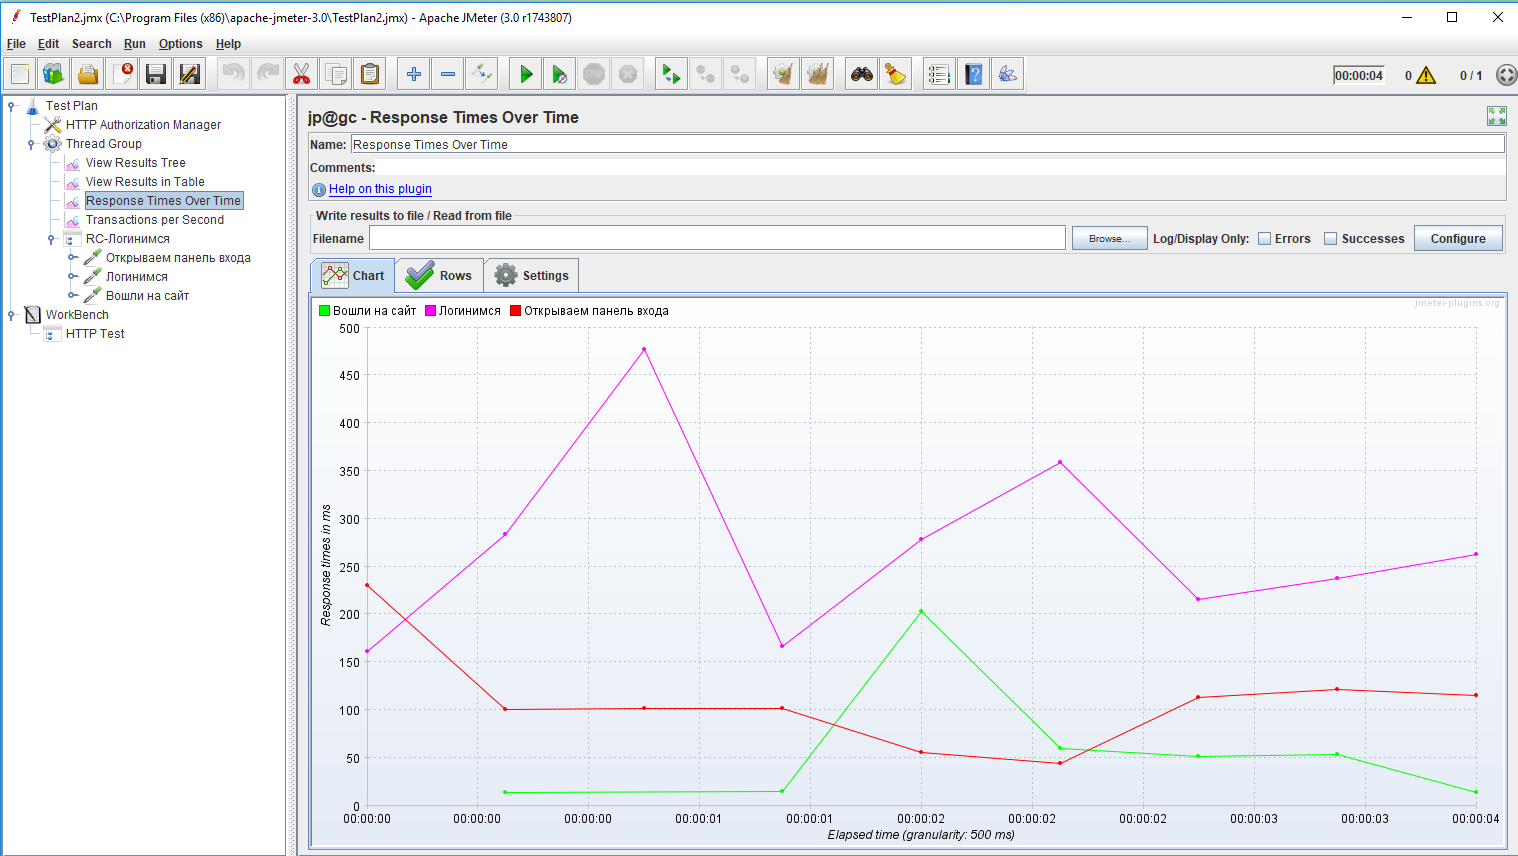 TestPlan2.jmx (C:\Program Files (x86)\apache-jmeter-3.0\TestPlan2.jmx) - Apache JMeter (3.0 r1743807)
File Edit Search Run Options Help
STOP 00:00:04 0 0 / 1
Test Plan
HTTP Authorization Manager
Thread Group
View Results Tree
View Results in Table
Response Times Over Time
Transactions per Second
RC-Логинимся
Открываем панель входа
Логинимся
Вошли на сайт
WorkBench
HTTP Test
jp@gc - Response Times Over Time
Name: Response Times Over Time
Comments:
Help on this plugin
Write results to file / Read from file
Filename Browse... Log/Display Only: Errors Successes Configure
Chart Rows Settings
jmeter-plugins.org
Вошли на сайт Логинимся Открываем панель входа
500
450
400
350
300
250
200
150
100
50
0
Response times in ms
00:00:00 00:00:00 00:00:00 00:00:01 00:00:01 00:00:02 00:00:02 00:00:02 00:00:03 00:00:03 00:00:04
Elapsed time (granularity: 500 ms)